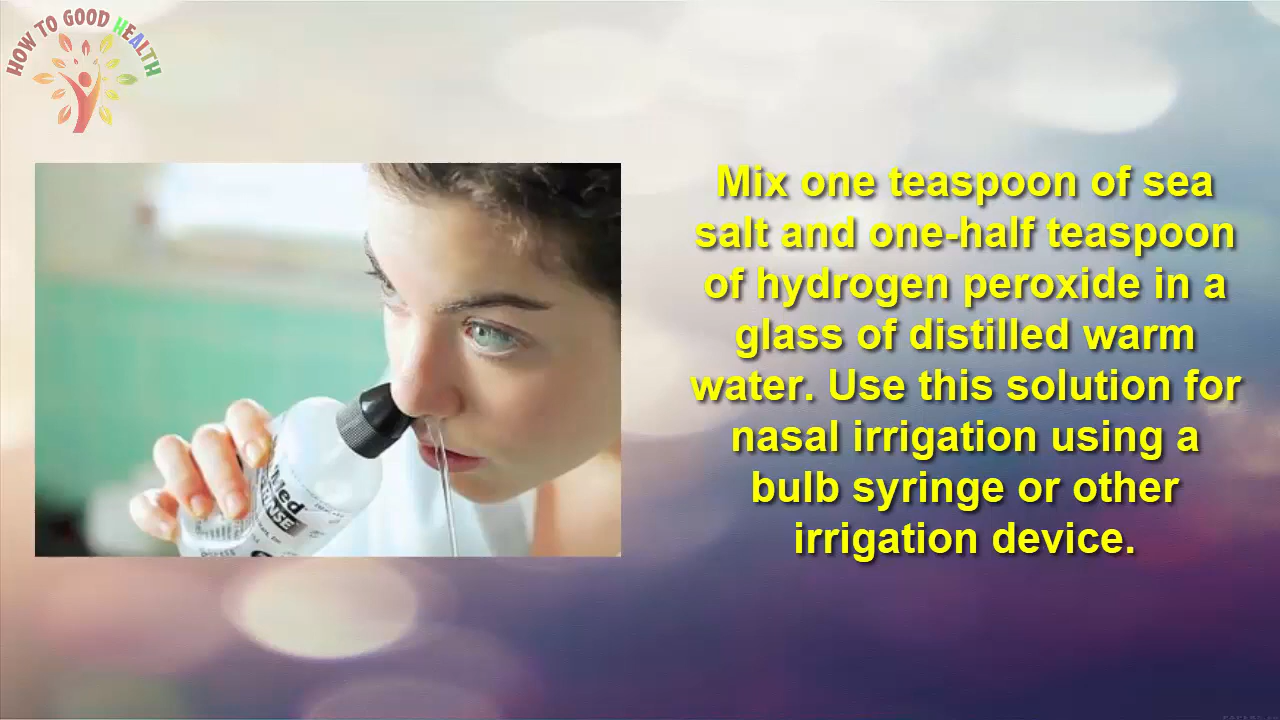 HOW TO GOOD HEALTH
Mix one teaspoon of sea
salt and one-half teaspoon
of hydrogen peroxide in a
glass of distilled warm
water. Use this solution for
nasal irrigation using a
bulb syringe or other
irrigation device.
Med